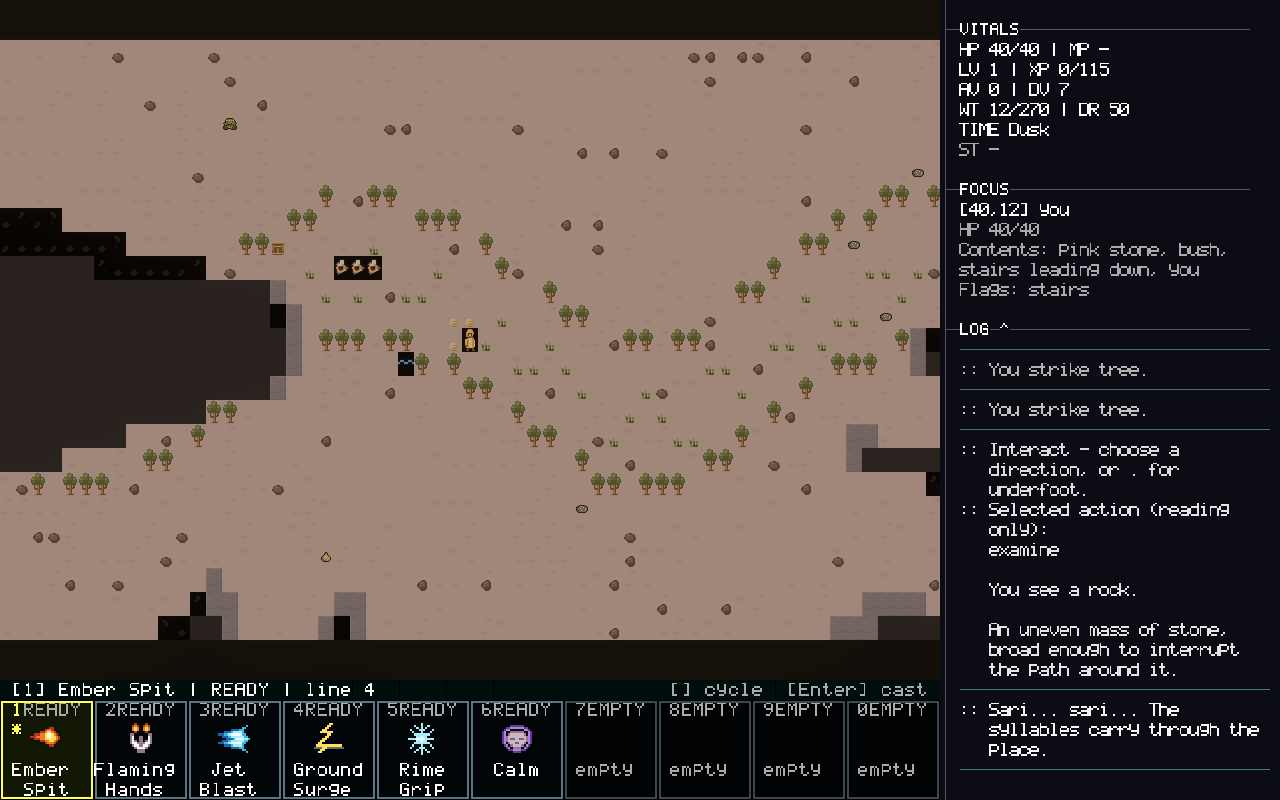 VITALS
HP 40/40 | MP -
LV 1 | XP 0/115
AV 0 | DV 7
WT 12/270 | DR 50
TIME Dusk
ST -
FOCUS
[40,12] You
HP 40/40
Contents: Pink stone, bush,
stairs leading down, You
Flags: stairs
LOG ^
:: You strike tree.
:: You strike tree.
:: Interact - choose a
direction, or . for
underfoot.
:: Selected action (reading
only):
examine
You see a rock.
An uneven mass of stone,
broad enough to interrupt
the path around it.
:: Sari... sari... The
syllables carry through the
place.
[1] Ember Spit | READY | line 4
[] cycle [Enter] cast
1READY 2READY 3READY 4READY 5READY 6READY 7EMPTY 8EMPTY 9EMPTY 0EMPTY
*
Ember Flaming Jet Ground Rime Calm empty empty empty empty
Spit Hands Blast Surge Grip